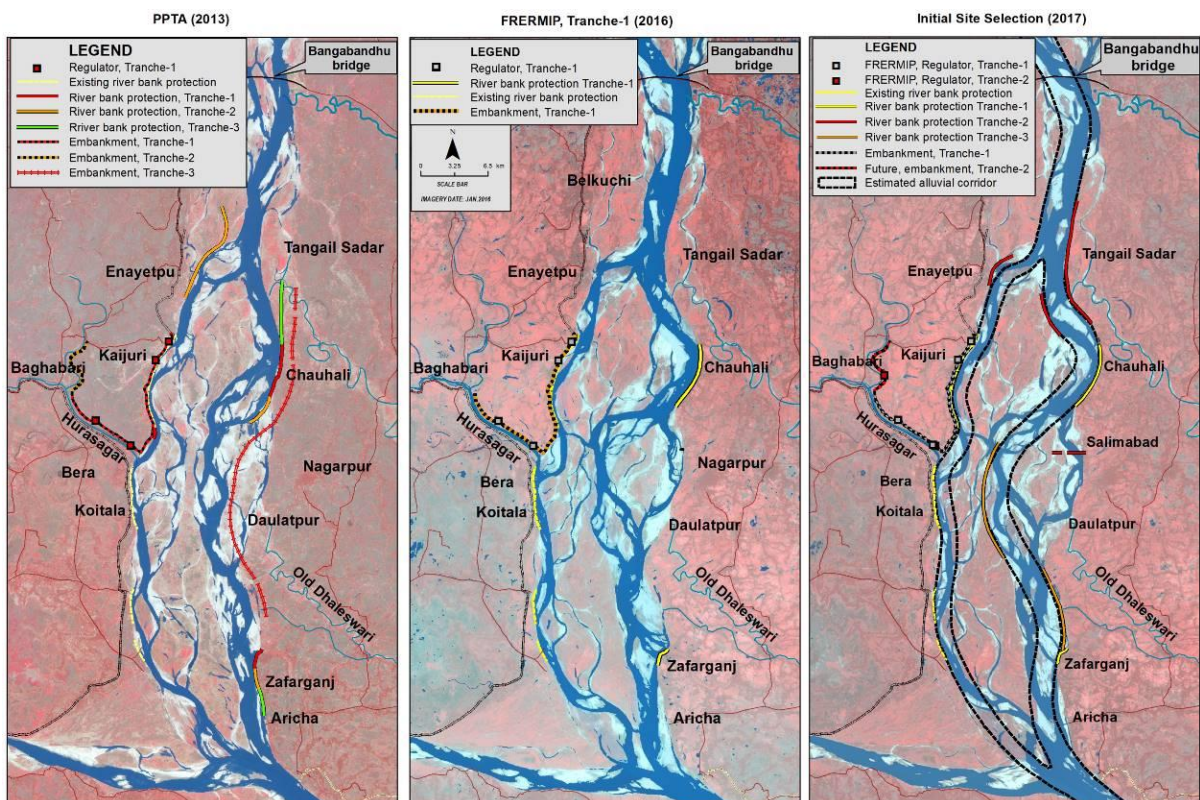 PPTA (2013)
LEGEND
Regulator, Tranche-1
Existing river bank protection
River bank protection, Tranche-1
River bank protection, Tranche-2
Rriver bank protection, Tranche-3
Embankment, Tranche-1
Embankment, Tranche-2
Embankment, Tranche-3
Bangabandhu
bridge
Tangail Sadar
Enayetpu
Kaijuri
Baghabari
Chauhali
Hurasagar
Bera
Nagarpur
Koitala
Daulatpur
Old Dhaleswari
Zafarganj
Aricha
FRERMIP, Tranche-1 (2016)
LEGEND
Regulator, Tranche-1
River bank protection Tranche-1
Existing river bank protection
Embankment, Tranche-1
N
0 3.25 6.5 km
SCALE BAR
IMAGERY DATE: JAN 2016
Bangabandhu
bridge
Belkuchi
Tangail Sadar
Enayetpu
Kaijuri
Baghabari
Chauhali
Hurasagar
Bera
Nagarpur
Koitala
Daulatpur
Old Dhaleswari
Zafarganj
Aricha
Initial Site Selection (2017)
LEGEND
FRERMIP, Regulator, Tranche-1
FRERMIP, Regulator, Tranche-2
Existing river bank protection
River bank protection Tranche-1
River bank protection Tranche-2
River bank protection Tranche-3
Embankment, Tranche-1
Future, embankment, Tranche-2
Estimated alluvial corridor
Bangabandhu
bridge
Tangail Sadar
Enayetpu
Kaijuri
Baghabari
Chauhali
Hurasagar
Salimabad
Bera
Koitala
Daulatpur
Old Dhaleswari
Zafarganj
Aricha